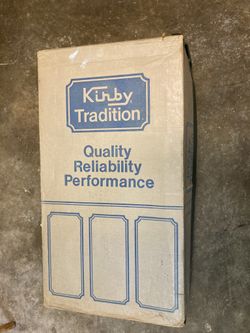 Kirby
Tradition
Quality
Reliability
Performance